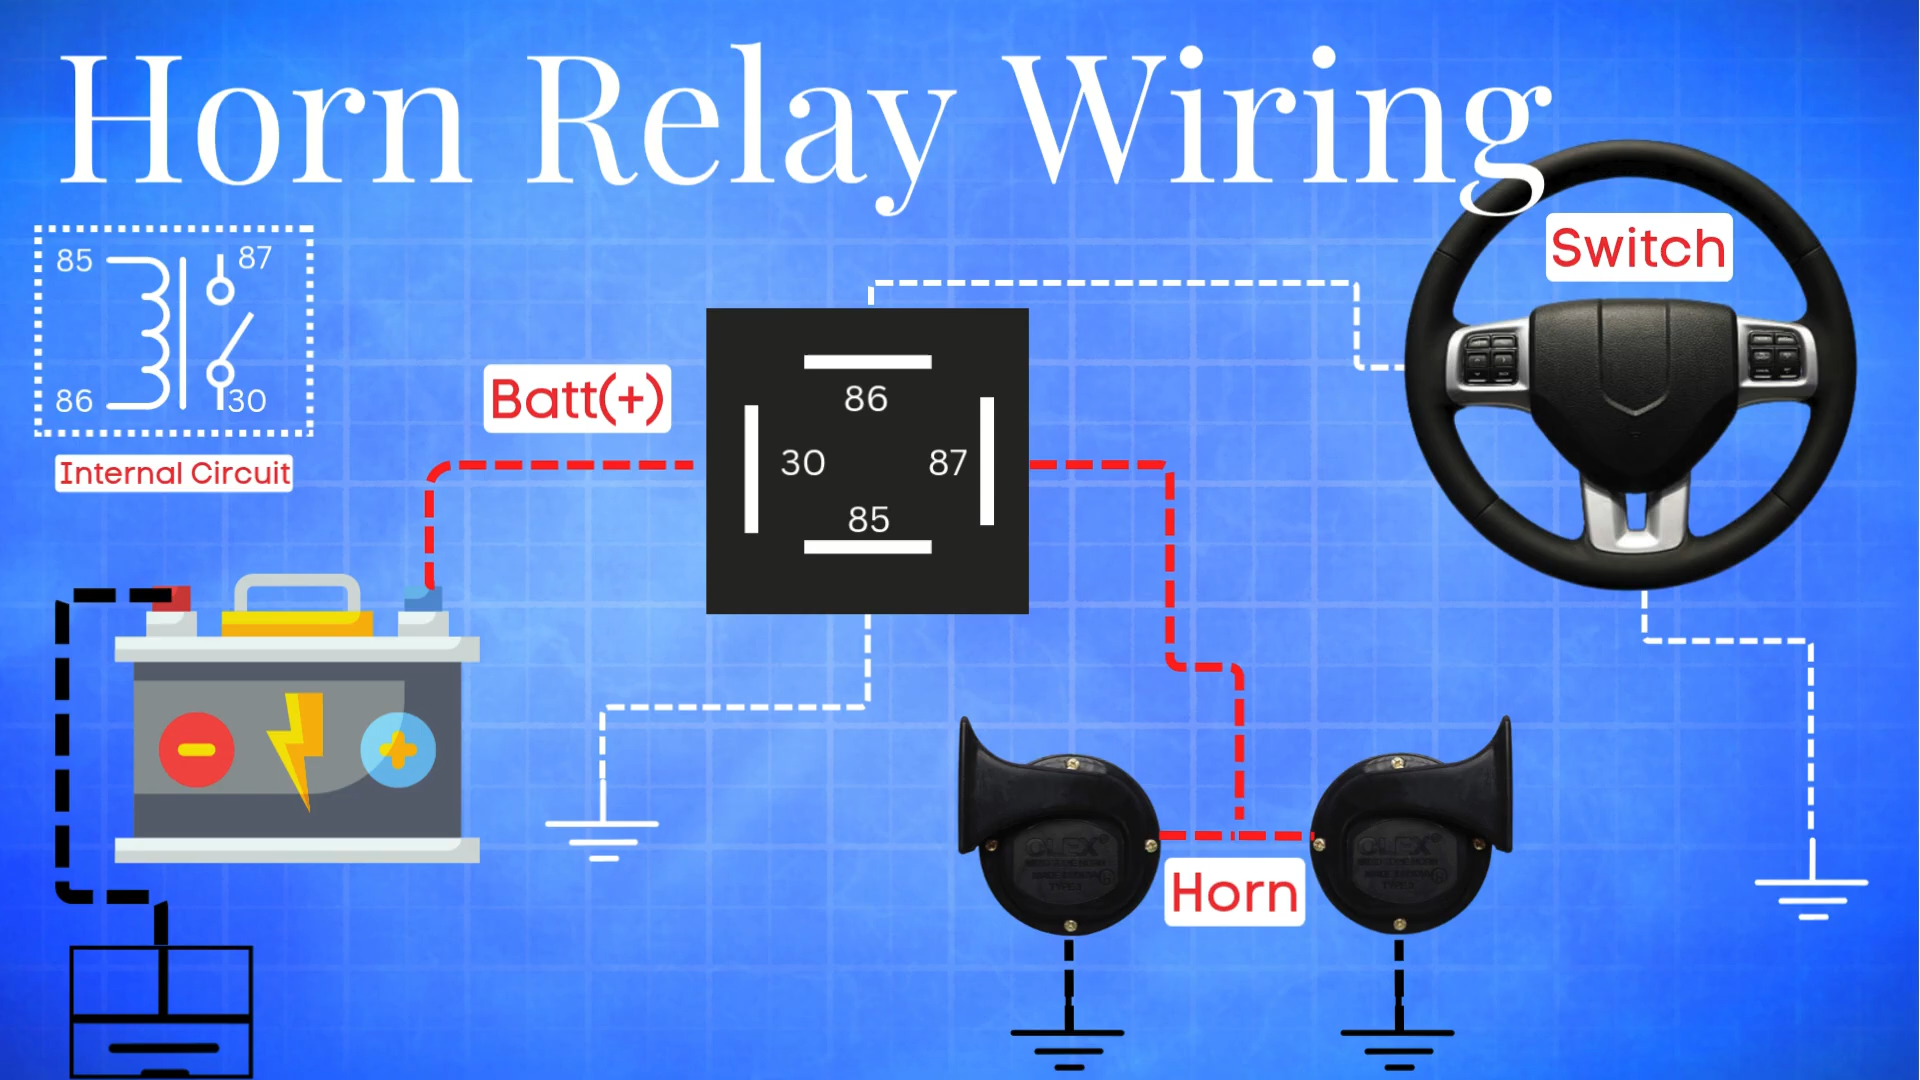 Horn Relay Wiring
Switch
85
87
86
30
Internal Circuit
Batt(+)
86
30
87
85
Horn